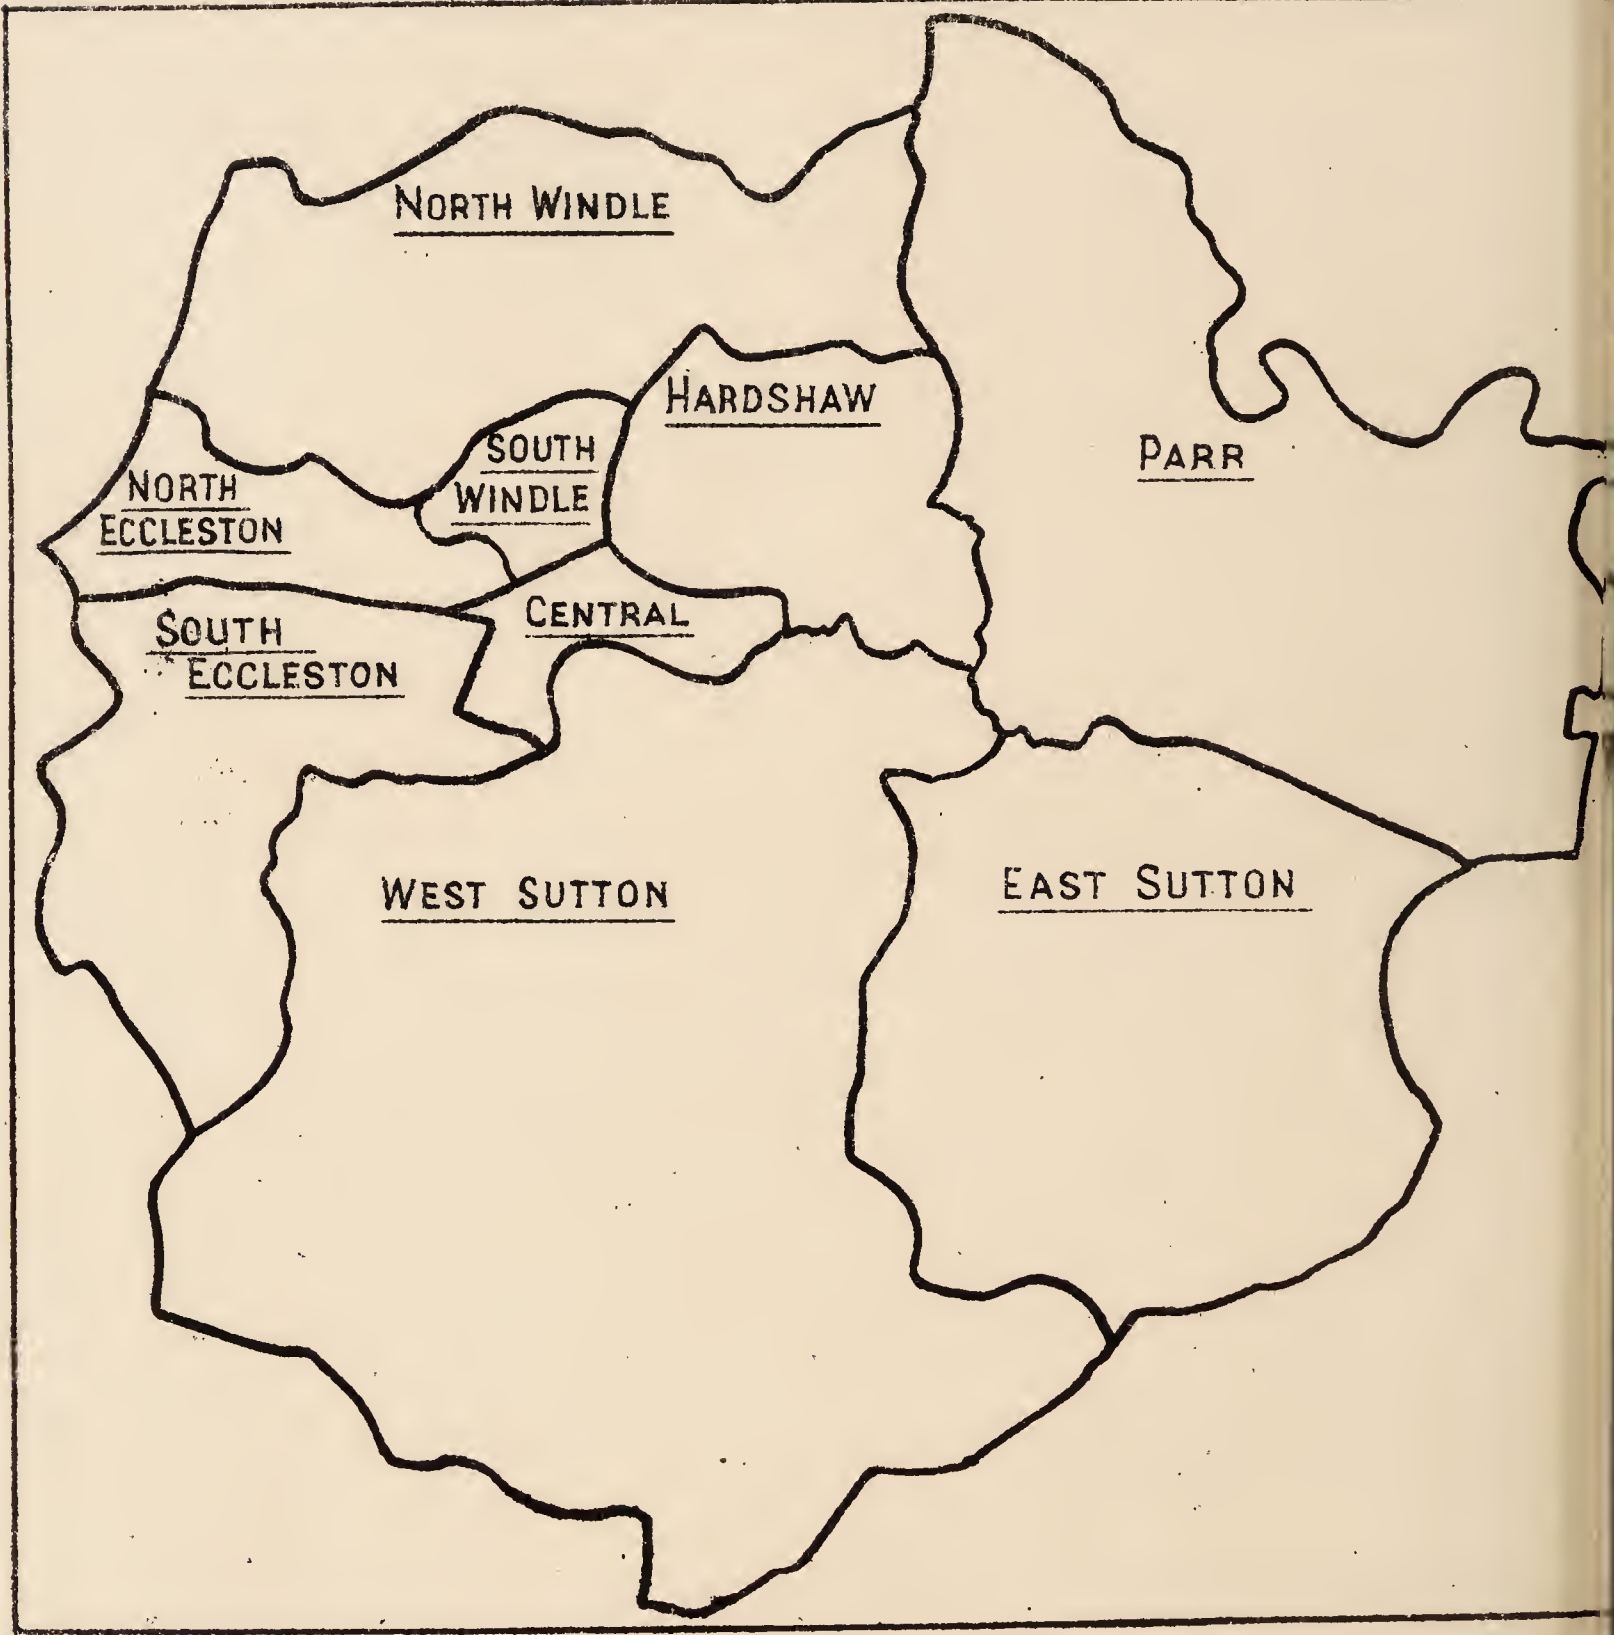 NORTH WINDLE
HARDSHAW
SOUTH
WINDLE
PARR
NORTH
ECCLESTON
CENTRAL
SOUTH
ECCLESTON
WEST SUTTON
EAST SUTTON